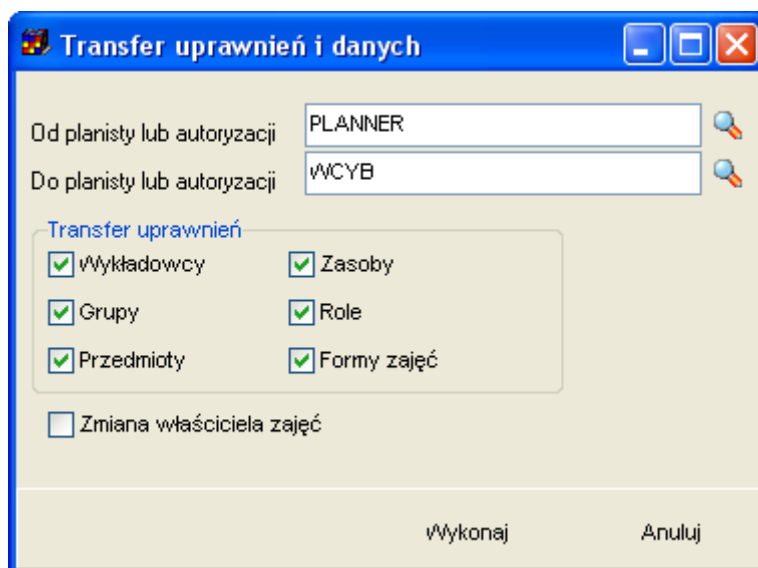 Transfer uprawnień i danych
Od planisty lub autoryzacji PLANNER
Do planisty lub autoryzacji WCYB
Transfer uprawnień
Wykładowcy Zasoby
Grupy Role
Przedmioty Formy zajęć
Zmiana właściciela zajęć
Wykonaj Anuluj